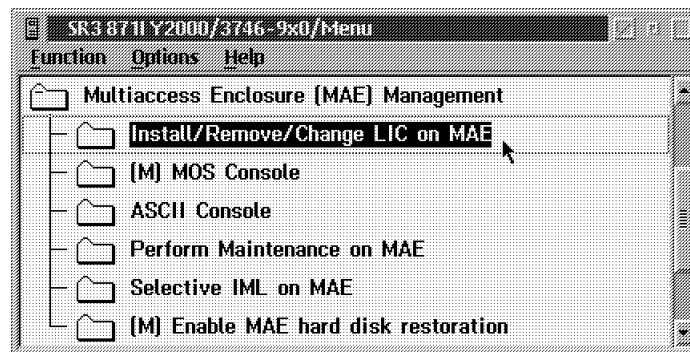 SR3 871I Y2000/3746-9x0/Menu
Function Options Help
Multiaccess Enclosure (MAE) Management
Install/Remove/Change LIC on MAE
(M) MOS Console
ASCII Console
Perform Maintenance on MAE
Selective IML on MAE
(M) Enable MAE hard disk restoration